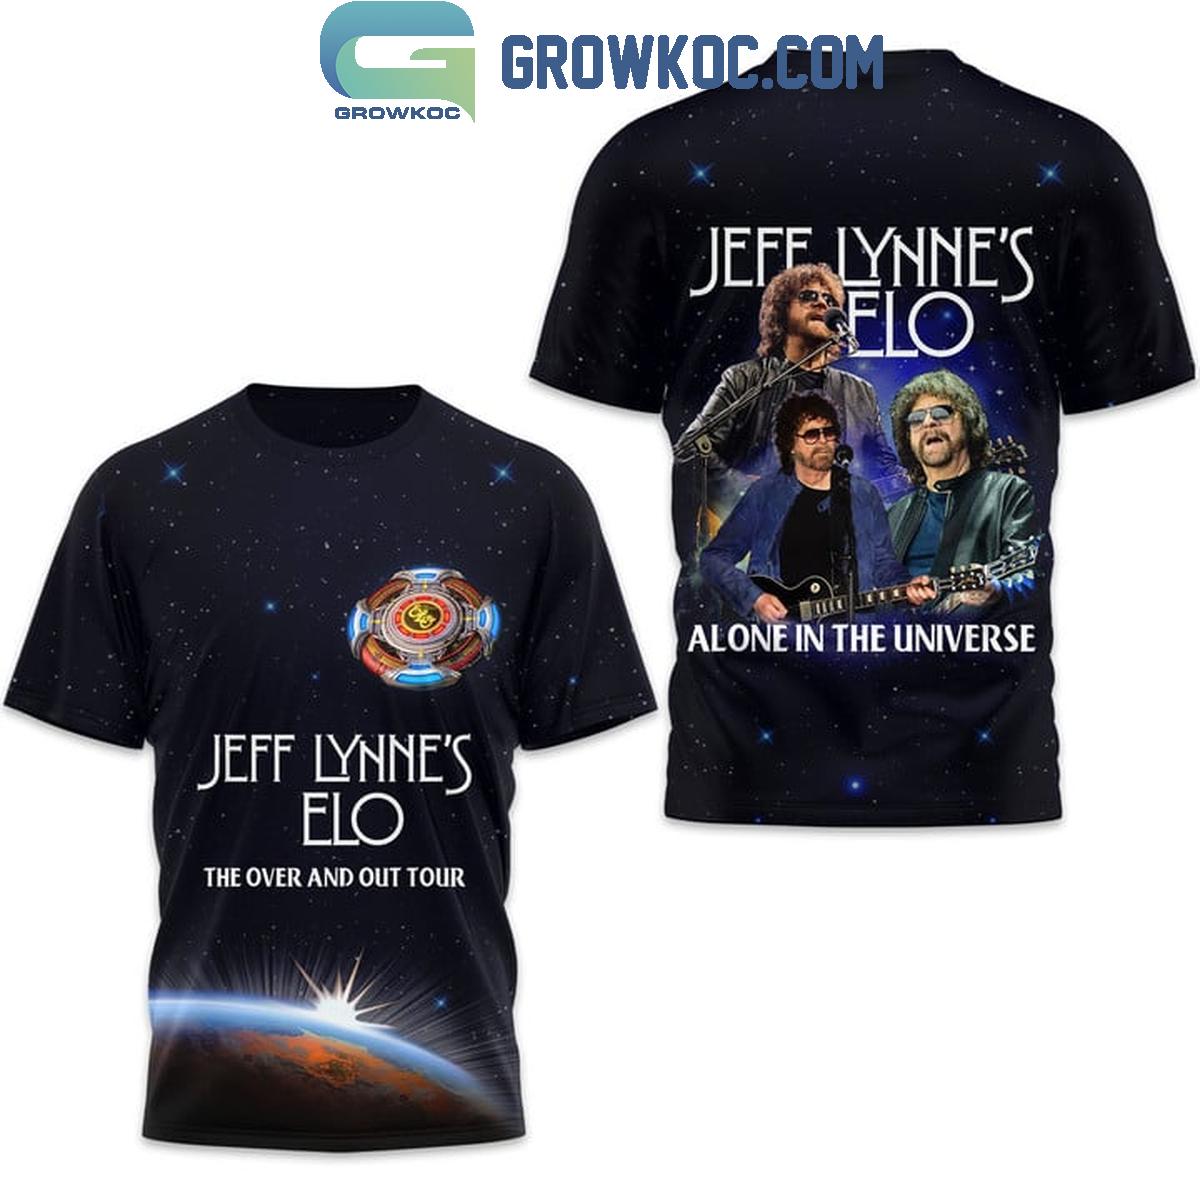 GROWKOC
GROWKOC.COM
JEFF LYNNE'S
ELO
ALONE IN THE UNIVERSE
JEFF LYNNE'S
ELO
THE OVER AND OUT TOUR